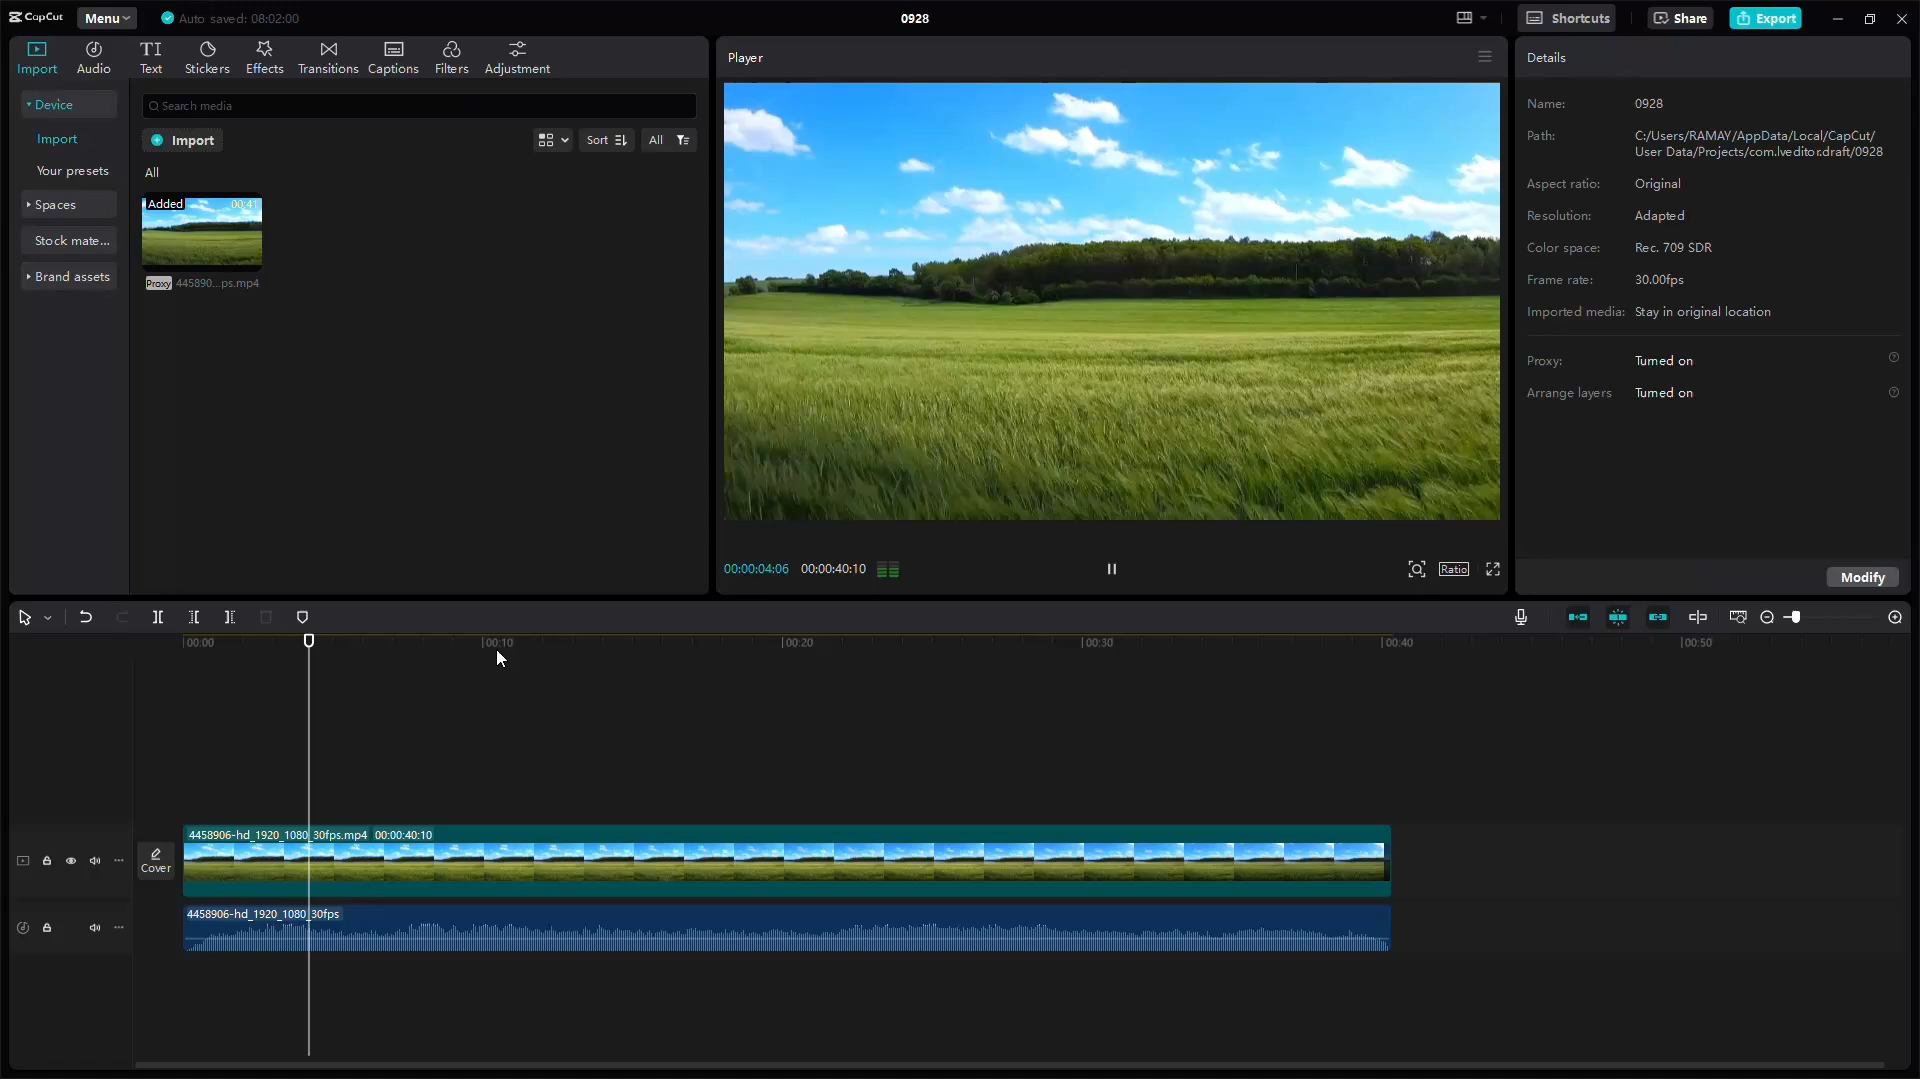 CapCut
Menu
Auto saved: 08:02:00
0928
Shortcuts
Share
Export
Import
Audio
TI
Text
Stickers
Effects
Transitions
Captions
Filters
Adjustment
Device
Import
Your presets
Spaces
Stock mate...
Brand assets
Search media
Import
Sort
All
All
Added
00:41
Proxy
445890...ps.mp4
Player
00:00:04:06
00:00:40:10
Ratio
Details
Name:
0928
Path:
C:/Users/RAMAY/AppData/Local/CapCut/
User Data/Projects/com.lveditor.draft/0928
Aspect ratio:
Original
Resolution:
Adapted
Color space:
Rec. 709 SDR
Frame rate:
30.00fps
Imported media:
Stay in original location
Proxy:
Turned on
Arrange layers
Turned on
Modify
00:00
00:10
00:20
00:30
00:40
00:50
Cover
4458906-hd_1920_1080_30fps.mp4
00:00:40:10
4458906-hd_1920_1080_30fps